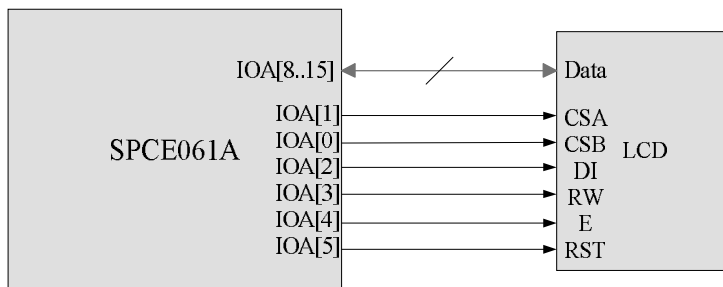 IOA[8..15] Data
IOA[1] CSA
IOA[0] CSB
SPCE061A LCD
IOA[2] DI
IOA[3] RW
IOA[4] E
IOA[5] RST